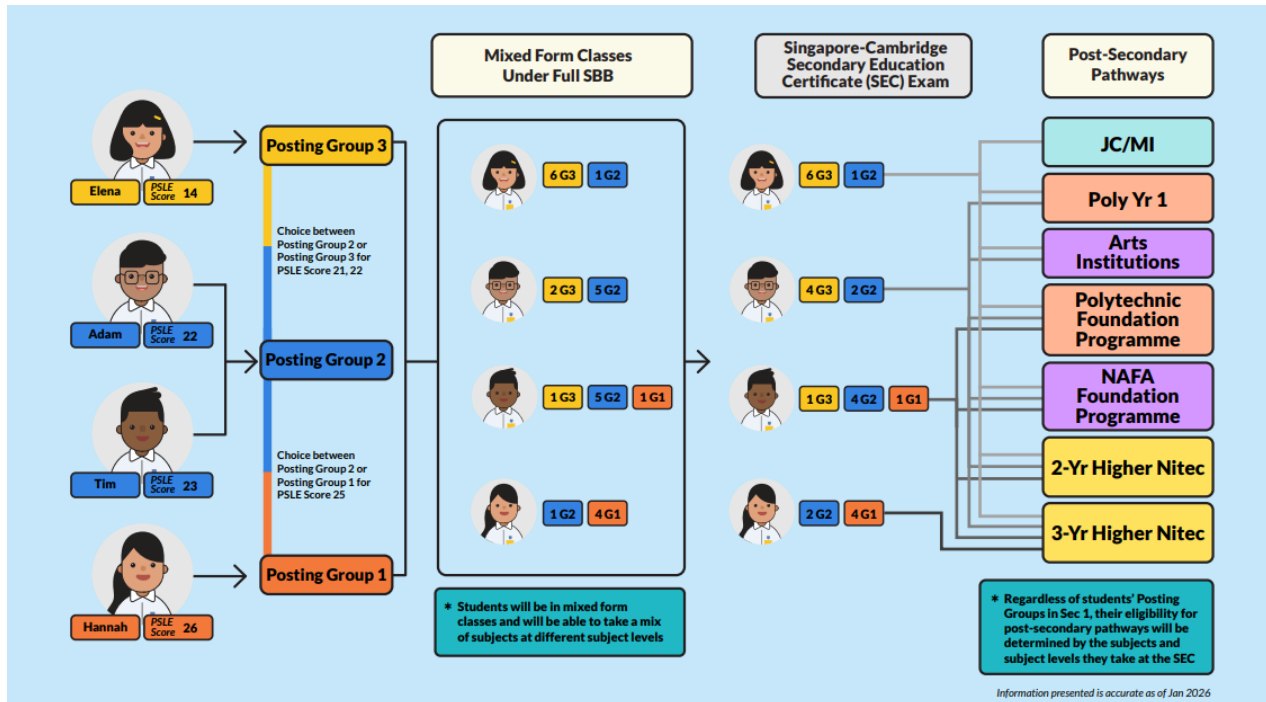 Mixed Form Classes
Under Full SBB
Singapore-Cambridge
Secondary Education
Certificate (SEC) Exam
Post-Secondary
Pathways
Elena
PSLE
Score 14
Posting Group 3
Choice between
Posting Group 2 or
Posting Group 3 for
PSLE Score 21, 22
Adam
PSLE
Score 22
Posting Group 2
Tim
PSLE
Score 23
Choice between
Posting Group 2 or
Posting Group 1 for
PSLE Score 25
Hannah
PSLE
Score 26
Posting Group 1
6 G3 1 G2
2 G3 5 G2
1 G3 5 G2 1 G1
1 G2 4 G1
* Students will be in mixed form
classes and will be able to take a mix
of subjects at different subject levels
6 G3 1 G2
4 G3 2 G2
1 G3 4 G2 1 G1
2 G2 4 G1
JC/MI
Poly Yr 1
Arts
Institutions
Polytechnic
Foundation
Programme
NAFA
Foundation
Programme
2-Yr Higher Nitec
3-Yr Higher Nitec
* Regardless of students' Posting
Groups in Sec 1, their eligibility for
post-secondary pathways will be
determined by the subjects and
subject levels they take at the SEC
Information presented is accurate as of Jan 2026